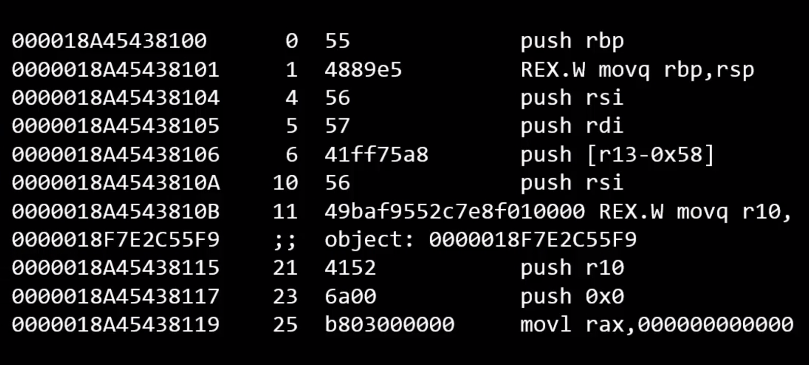 0000018A45438100 0 55 push rbp
0000018A45438101 1 4889e5 REX.W movq rbp,rsp
0000018A45438104 4 56 push rsi
0000018A45438105 5 57 push rdi
0000018A45438106 6 41ff75a8 push [r13-0x58]
0000018A4543810A 10 56 push rsi
0000018A4543810B 11 49baf9552c7e8f010000 REX.W movq r10,
0000018F7E2C55F9 ;; object: 0000018F7E2C55F9
0000018A45438115 21 4152 push r10
0000018A45438117 23 6a00 push 0x0
0000018A45438119 25 b803000000 movl rax,000000000000